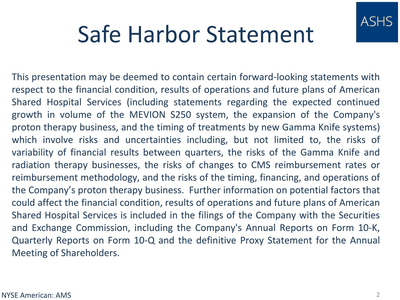 ASHS
Safe Harbor Statement
This presentation may be deemed to contain certain forward-looking statements with
respect to the financial condition, results of operations and future plans of American
Shared Hospital Services (including statements regarding the expected continued
growth in volume of the MEVION S250 system, the expansion of the Company's
proton therapy business, and the timing of treatments by new Gamma Knife systems)
which involve risks and uncertainties including, but not limited to, the risks of
variability of financial results between quarters, the risks of the Gamma Knife and
radiation therapy businesses, the risks of changes to CMS reimbursement rates or
reimbursement methodology, and the risks of the timing, financing, and operations of
the Company’s proton therapy business.  Further information on potential factors that
could affect the financial condition, results of operations and future plans of American
Shared Hospital Services is included in the filings of the Company with the Securities
and Exchange Commission, including the Company's Annual Reports on Form 10-K,
Quarterly Reports on Form 10-Q and the definitive Proxy Statement for the Annual
Meeting of Shareholders.
NYSE American: AMS
2